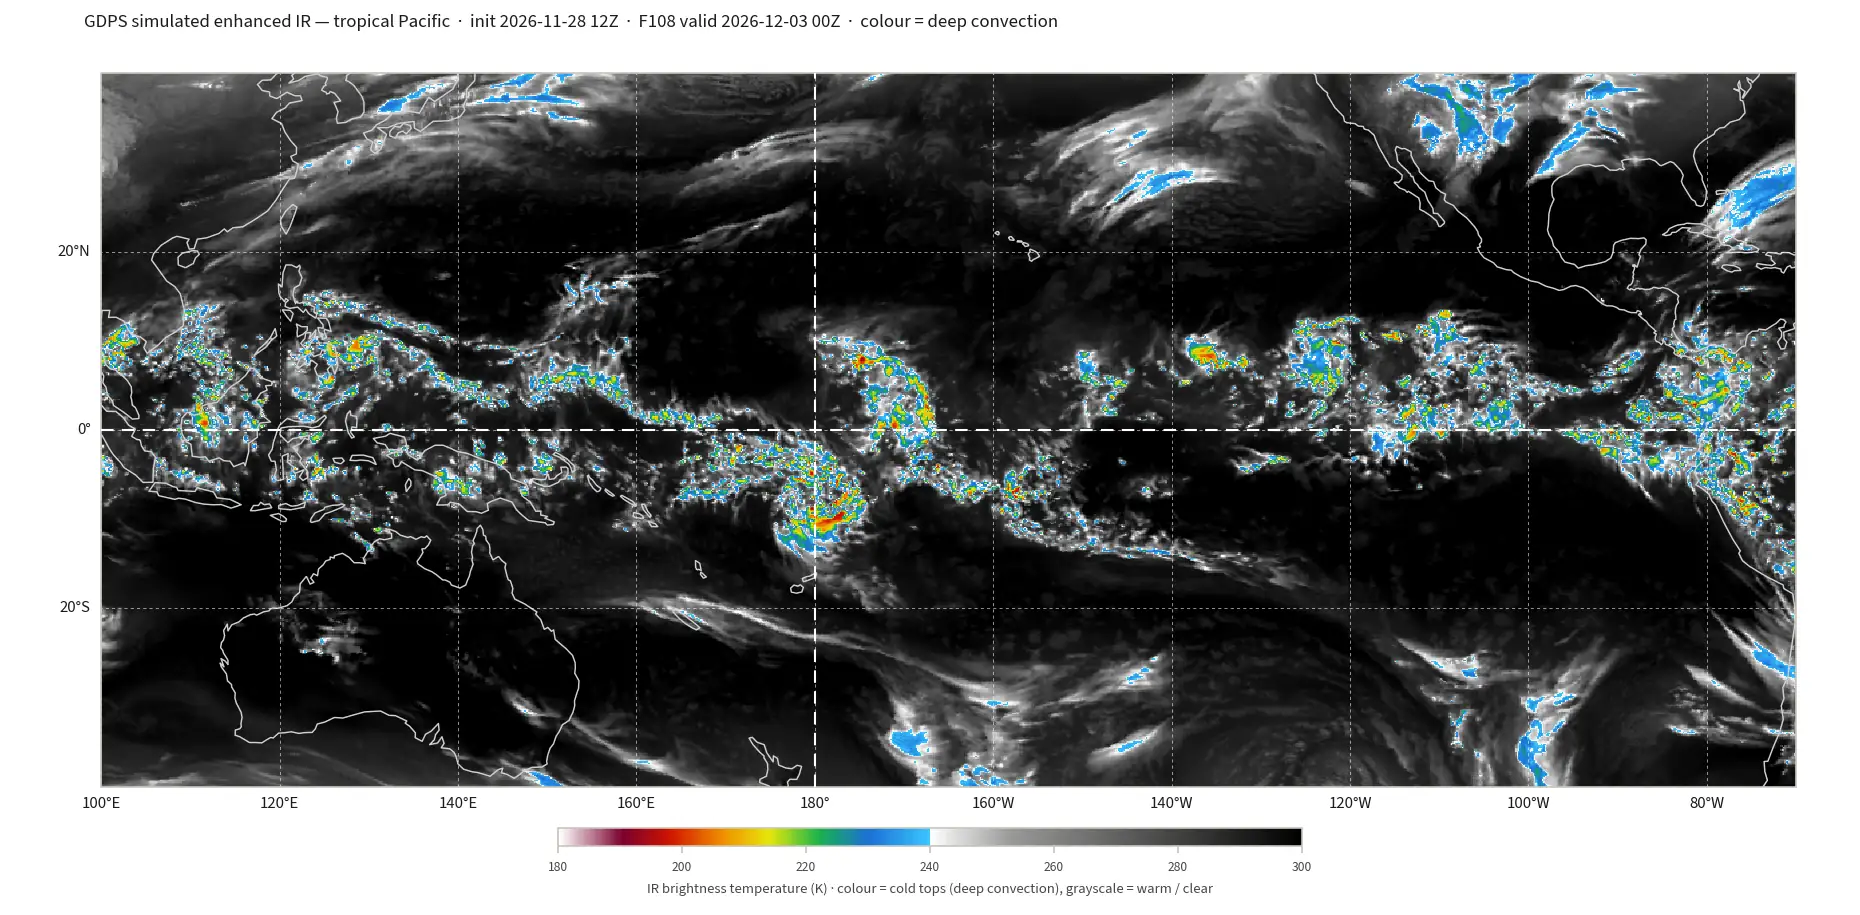 GDPS simulated enhanced IR — tropical Pacific · init 2026-11-28 12Z · F108 valid 2026-12-03 00Z · colour = deep convection
20°N
0°
20°S
100°E 120°E 140°E 160°E 180° 160°W 140°W 120°W 100°W 80°W
180 200 220 240 260 280 300
IR brightness temperature (K) · colour = cold tops (deep convection), grayscale = warm / clear